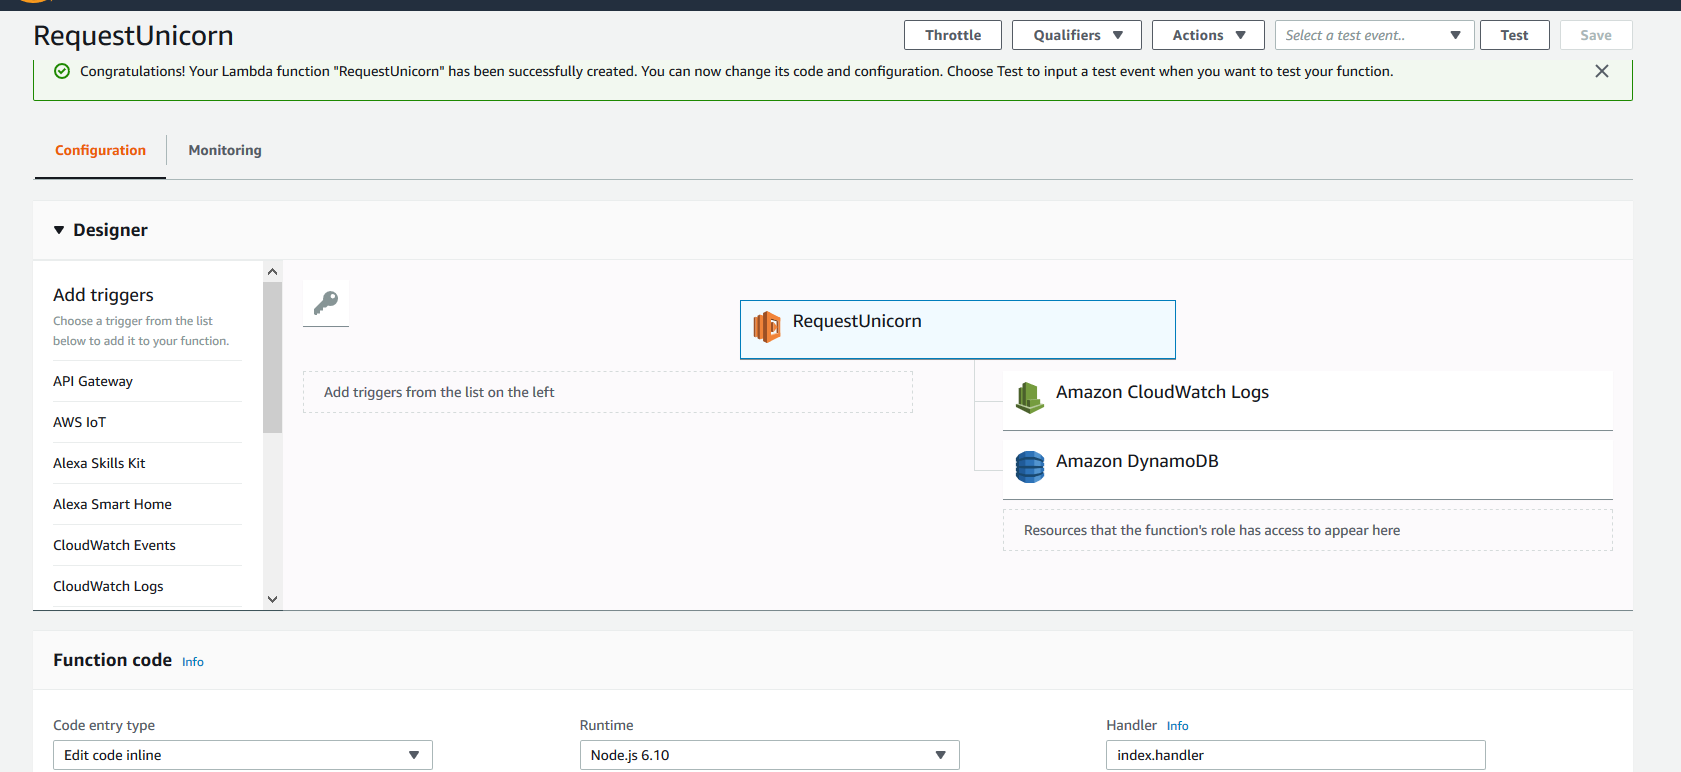 RequestUnicorn
Throttle
Qualifiers
Actions
Select a test event..
Test
Save
Congratulations! Your Lambda function "RequestUnicorn" has been successfully created. You can now change its code and configuration. Choose Test to input a test event when you want to test your function.
Configuration
Monitoring
Designer
Add triggers
Choose a trigger from the list
below to add it to your function.
API Gateway
AWS IoT
Alexa Skills Kit
Alexa Smart Home
CloudWatch Events
CloudWatch Logs
RequestUnicorn
Add triggers from the list on the left
Amazon CloudWatch Logs
Amazon DynamoDB
Resources that the function's role has access to appear here
Function code Info
Code entry type
Edit code inline
Runtime
Node.js 6.10
Handler Info
index.handler